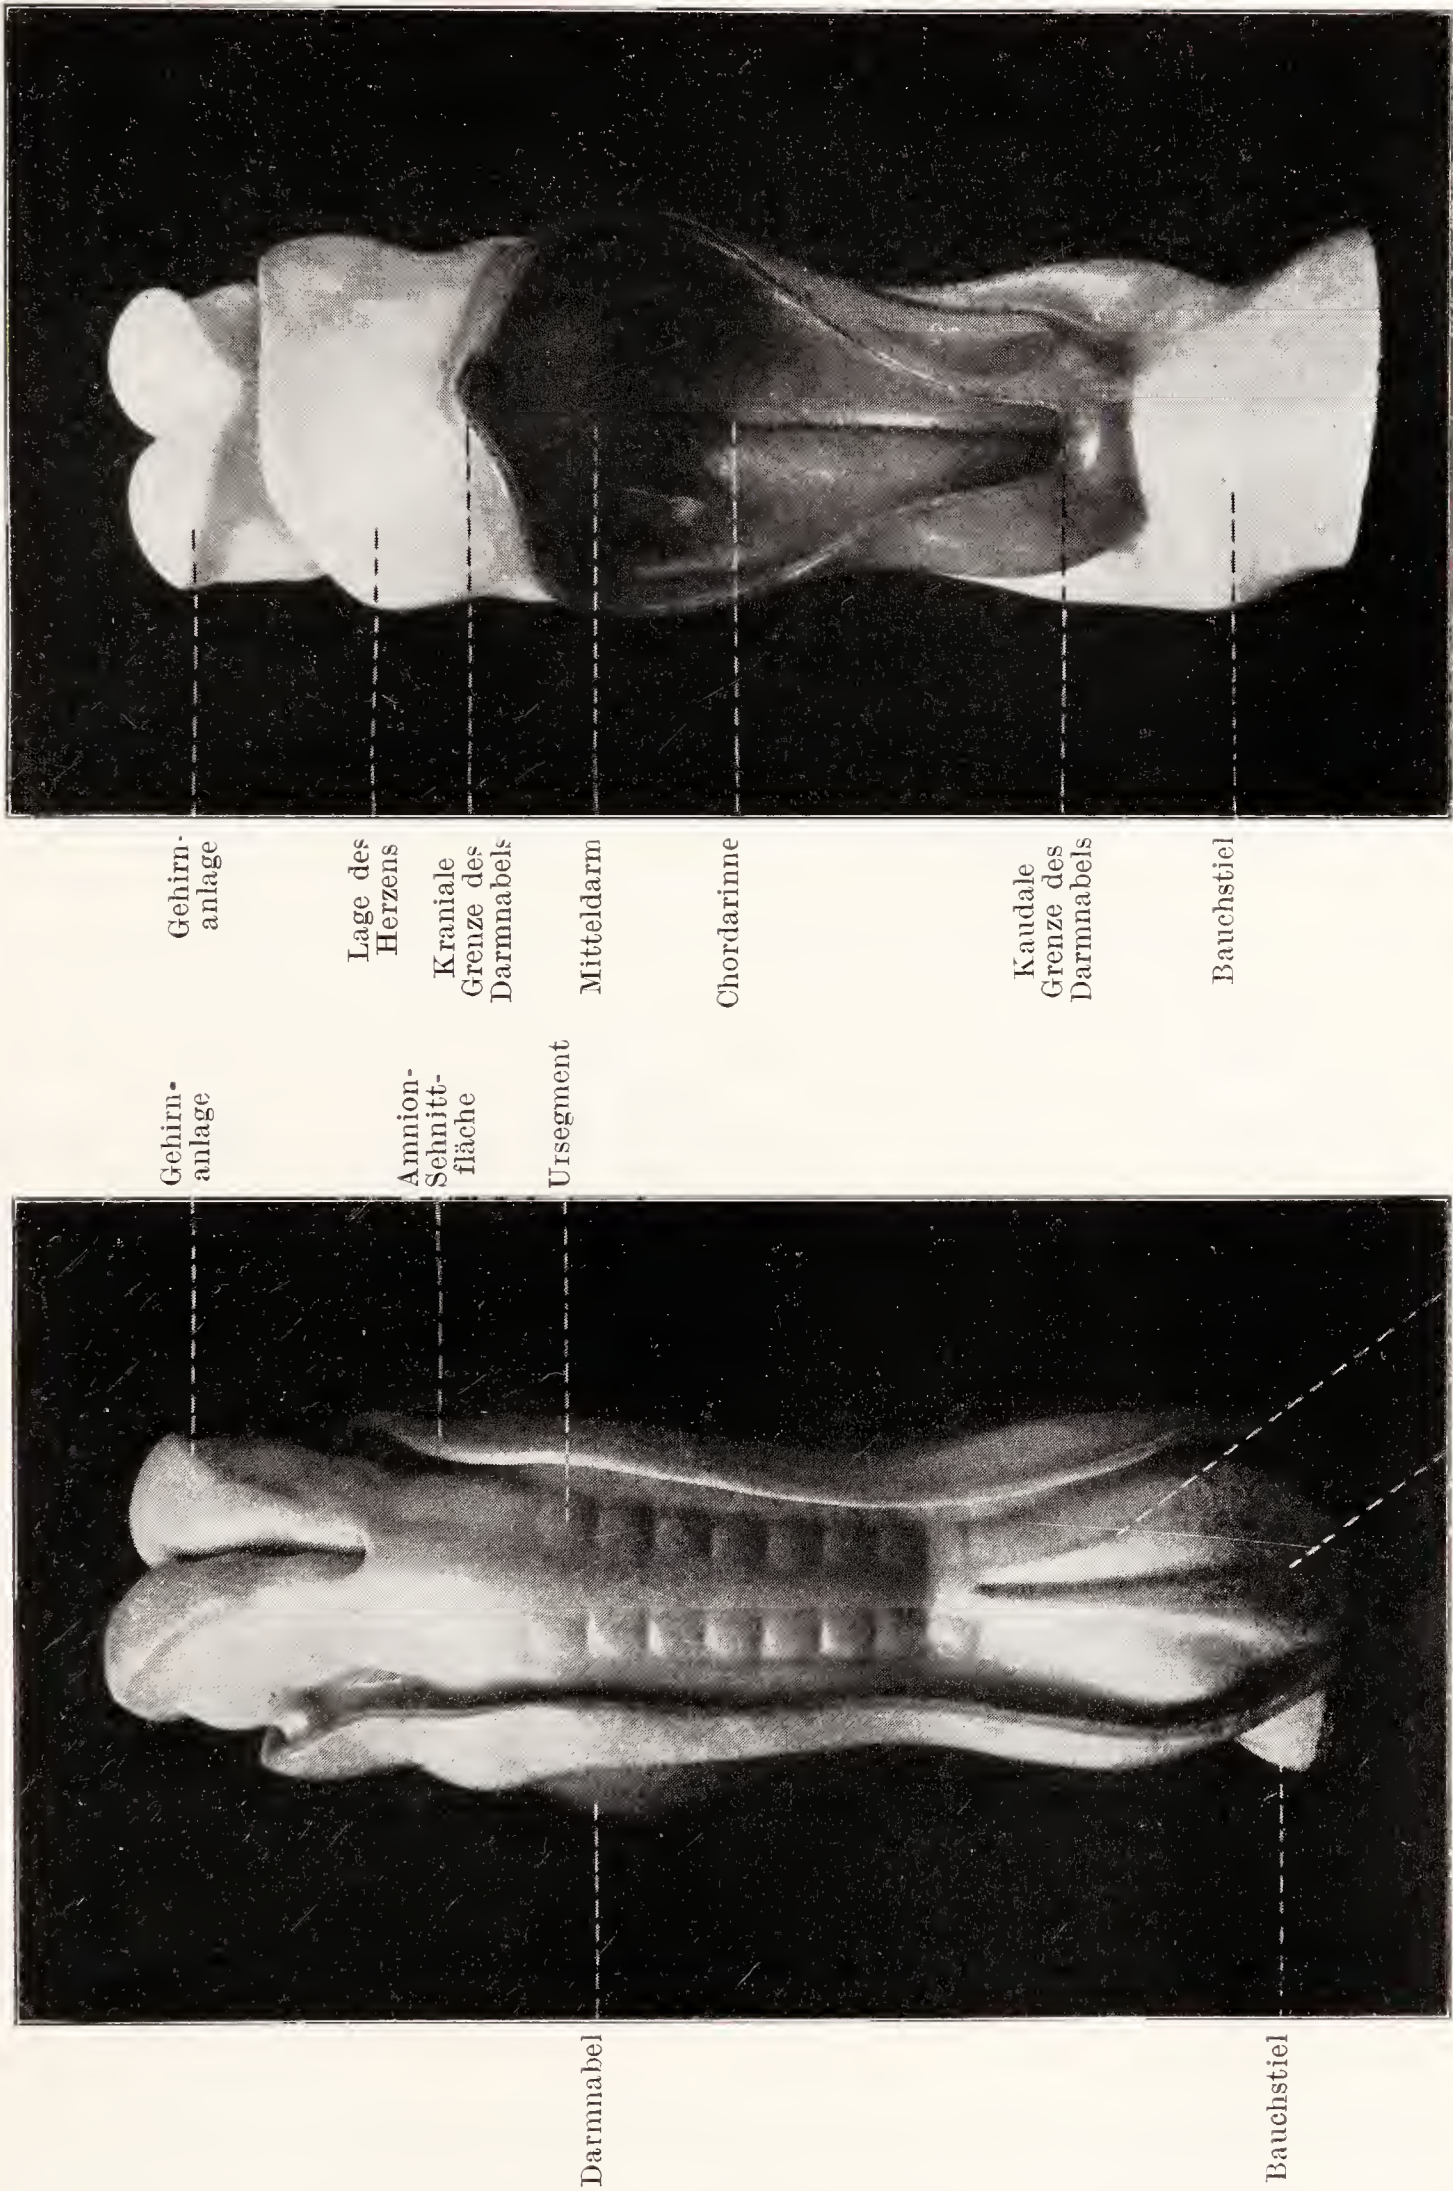 Gehirn-
anlage
Lage des
Herzens
Kraniale
Grenze des
Darmnabels
Mitteldarm
Chordarinne
Kaudale
Grenze des
Darmnabels
Bauchstiel
Gehirn-
anlage
Amnion-
Schnitt-
fläche
Ursegment
Darmnabel
Bauchstiel